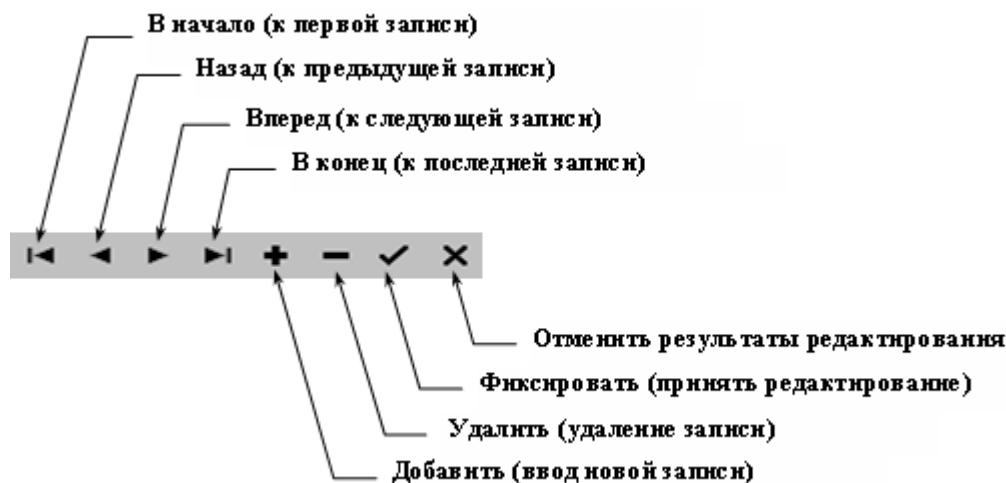 В начало (к первой записи)
Назад (к предыдущей записи)
Вперед (к следующей записи)
В конец (к последней записи)
Отменить результаты редактирования
Фиксировать (принять редактирование)
Удалить (удаление записи)
Добавить (ввод новой записи)